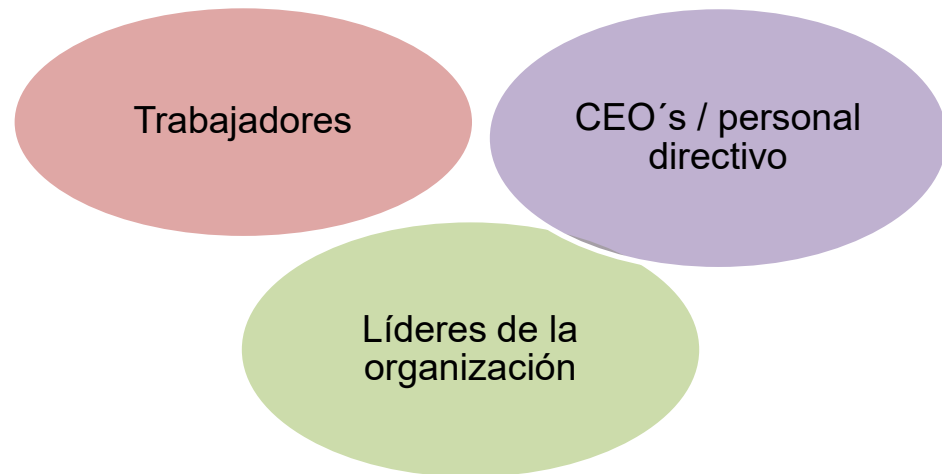 Trabajadores
CEO´s / personal
directivo
Líderes de la
organización